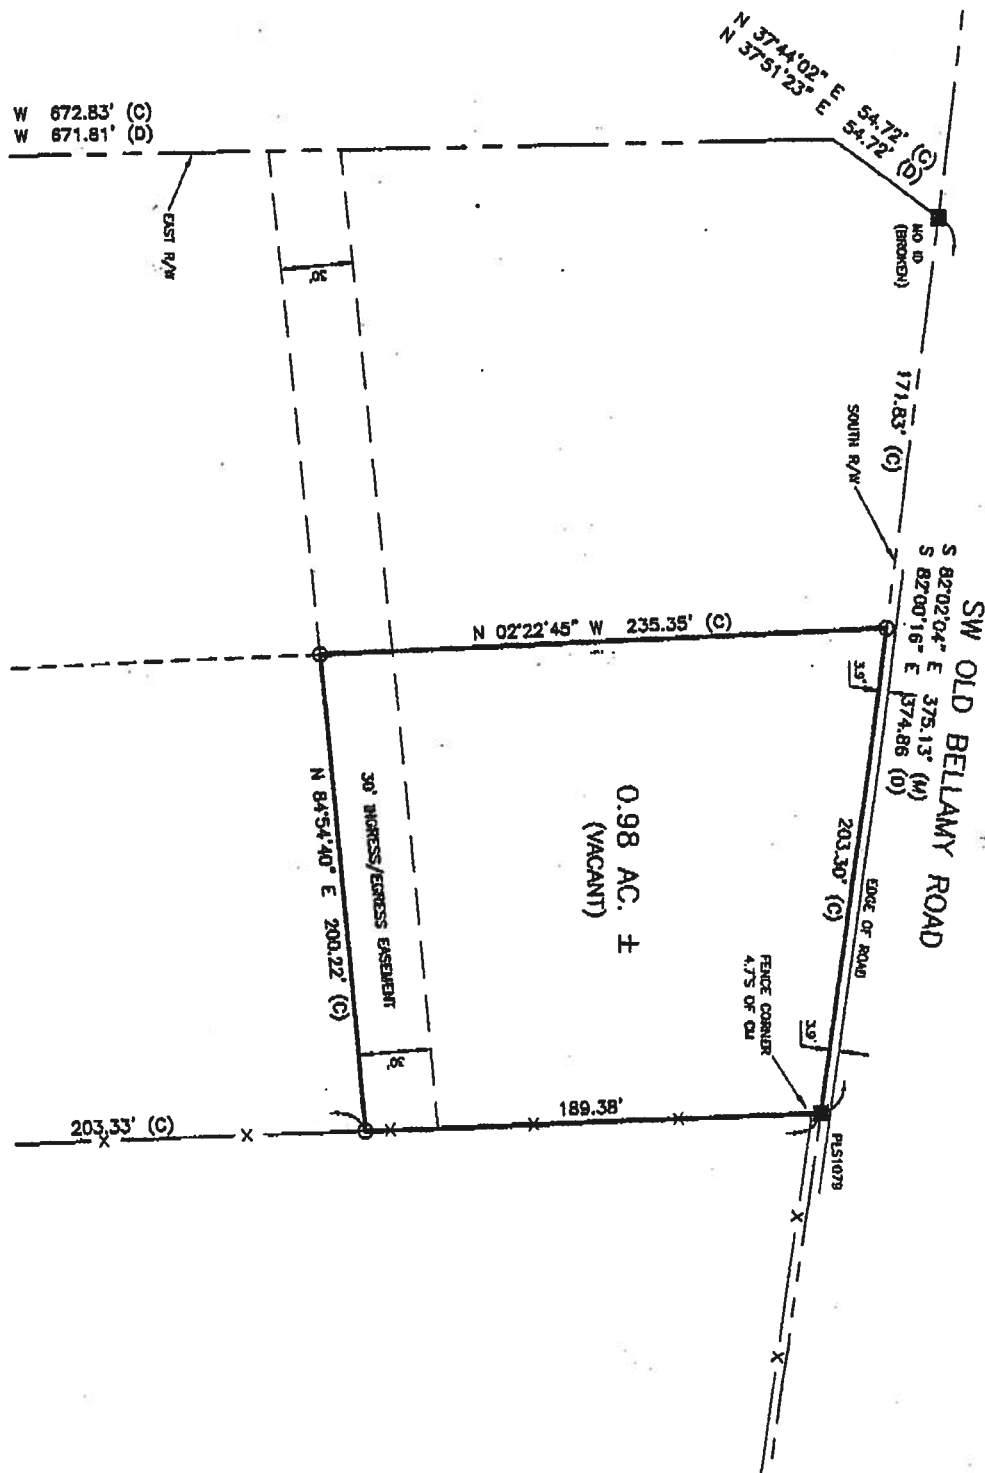 N 37°44'02" E 54.72' (C)
N 37°51'23" E 54.72' (D)
W 672.83' (C)
W 671.81' (D)
EAST R/W
30'
NO ID
(BROKEN)
171.83' (C)
SOUTH R/W
SW OLD BELLAMY ROAD
S 82°02'04" E 375.13' (M)
S 82°00'16" E 374.86 (D)
N 02°22'45" W 235.35' (C)
3.9'
203.30' (C)
EDGE OF ROAD
0.98 AC. ±
(VACANT)
FENCE CORNER
4.7'S OF CM
3.9'
PLS1079
30' INGRESS/EGRESS EASEMENT
N 84°54'40" E 200.22' (C)
30'
189.38'
203.33' (C)